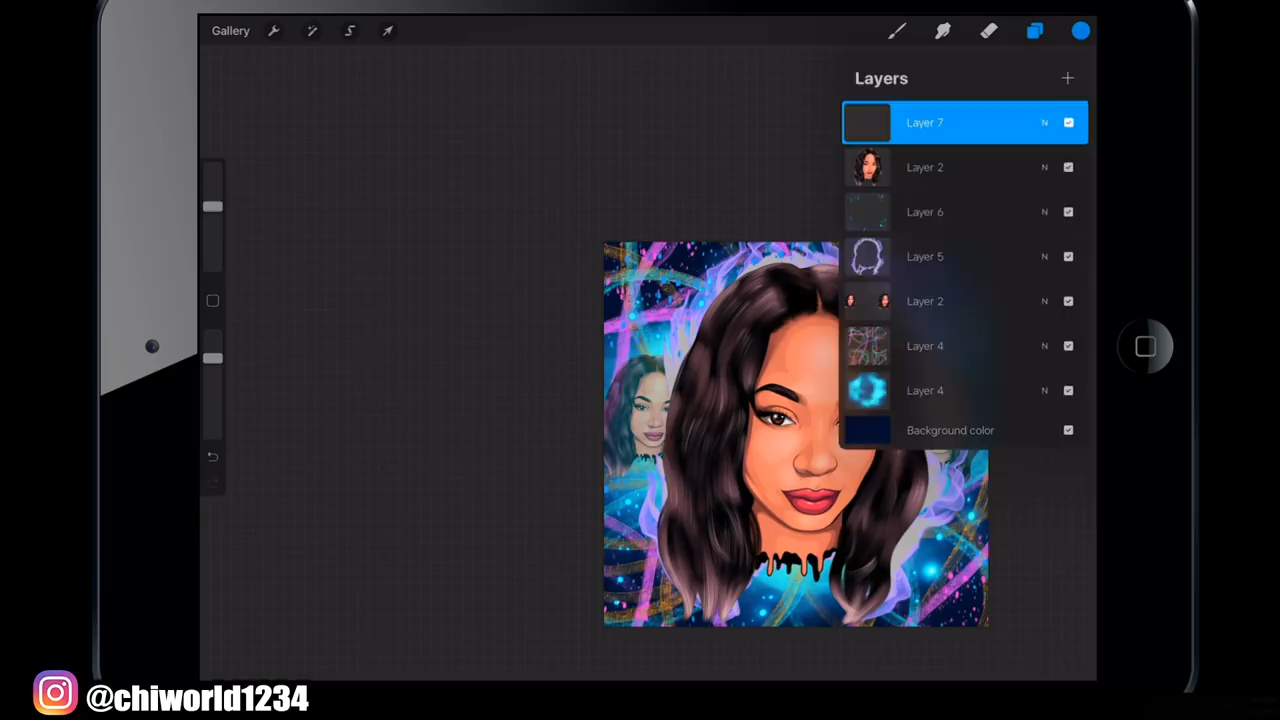 Gallery
Layers
Layer 7 N
Layer 2 N
Layer 6 N
Layer 5 N
Layer 2 N
Layer 4 N
Layer 4 N
Background color
@chiworld1234